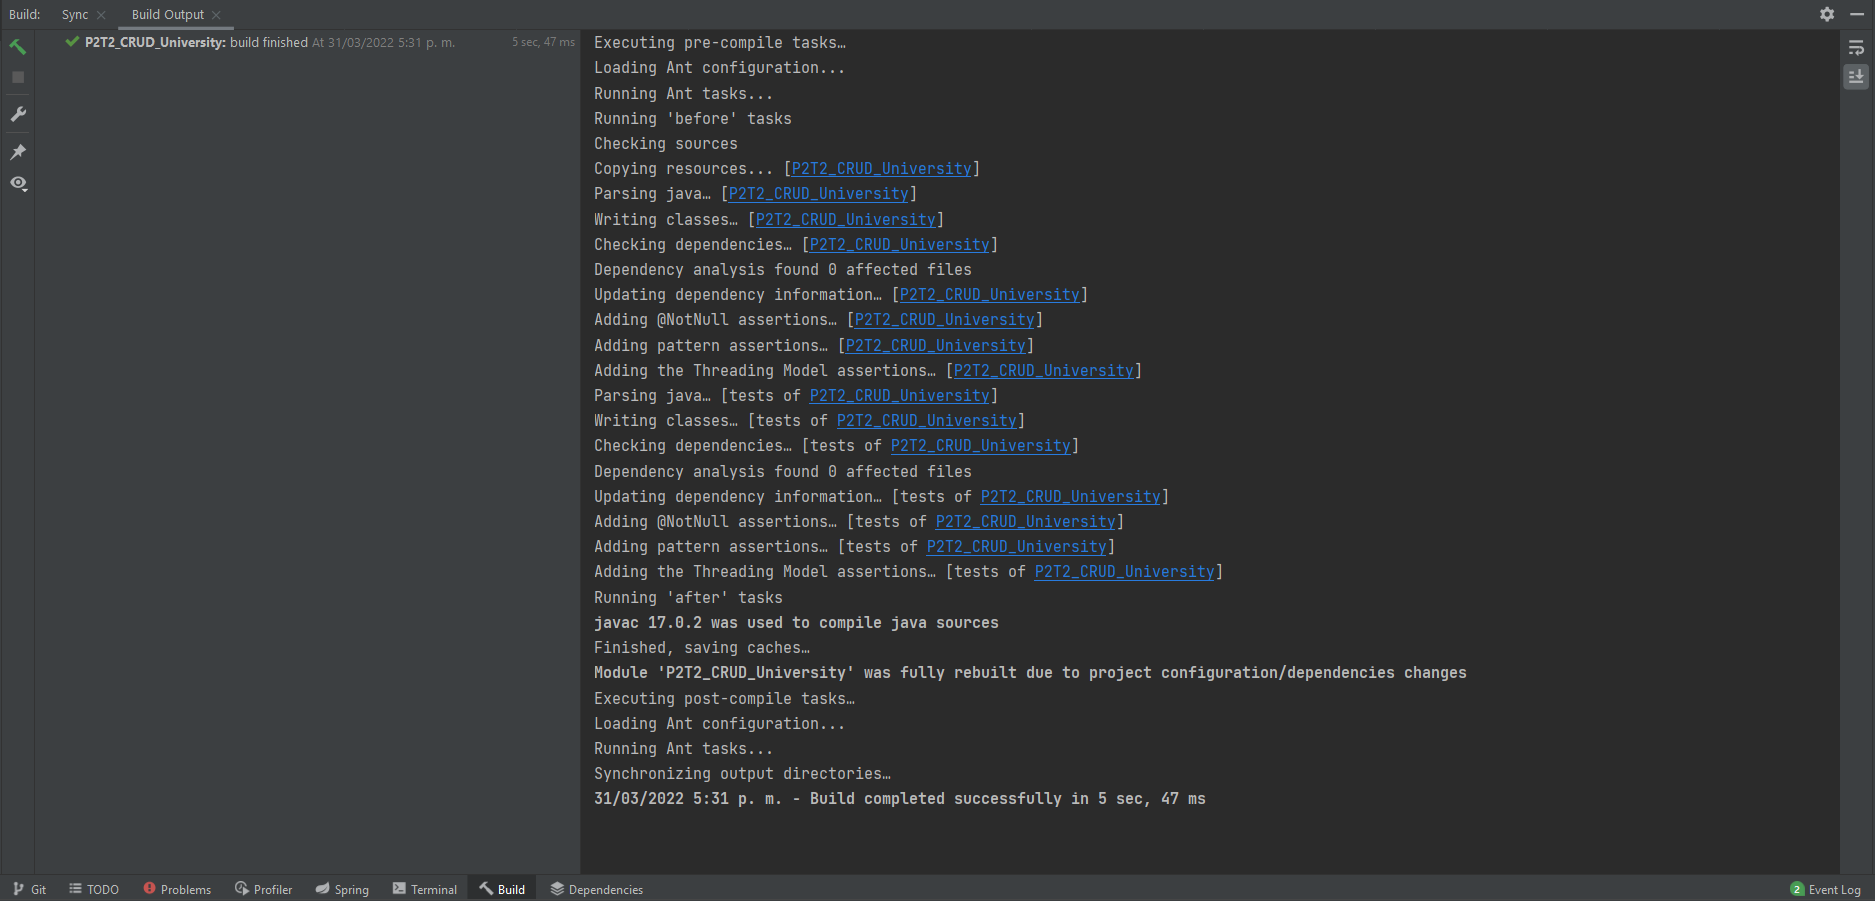 Build: Sync Build Output
P2T2_CRUD_University: build finished At 31/03/2022 5:31 p. m. 5 sec, 47 ms
Executing pre-compile tasks…
Loading Ant configuration...
Running Ant tasks...
Running 'before' tasks
Checking sources
Copying resources... [P2T2_CRUD_University]
Parsing java… [P2T2_CRUD_University]
Writing classes… [P2T2_CRUD_University]
Checking dependencies… [P2T2_CRUD_University]
Dependency analysis found 0 affected files
Updating dependency information… [P2T2_CRUD_University]
Adding @NotNull assertions… [P2T2_CRUD_University]
Adding pattern assertions… [P2T2_CRUD_University]
Adding the Threading Model assertions… [P2T2_CRUD_University]
Parsing java… [tests of P2T2_CRUD_University]
Writing classes… [tests of P2T2_CRUD_University]
Checking dependencies… [tests of P2T2_CRUD_University]
Dependency analysis found 0 affected files
Updating dependency information… [tests of P2T2_CRUD_University]
Adding @NotNull assertions… [tests of P2T2_CRUD_University]
Adding pattern assertions… [tests of P2T2_CRUD_University]
Adding the Threading Model assertions… [tests of P2T2_CRUD_University]
Running 'after' tasks
javac 17.0.2 was used to compile java sources
Finished, saving caches…
Module 'P2T2_CRUD_University' was fully rebuilt due to project configuration/dependencies changes
Executing post-compile tasks…
Loading Ant configuration...
Running Ant tasks...
Synchronizing output directories…
31/03/2022 5:31 p. m. - Build completed successfully in 5 sec, 47 ms
Git TODO Problems Profiler Spring Terminal Build Dependencies 2 Event Log